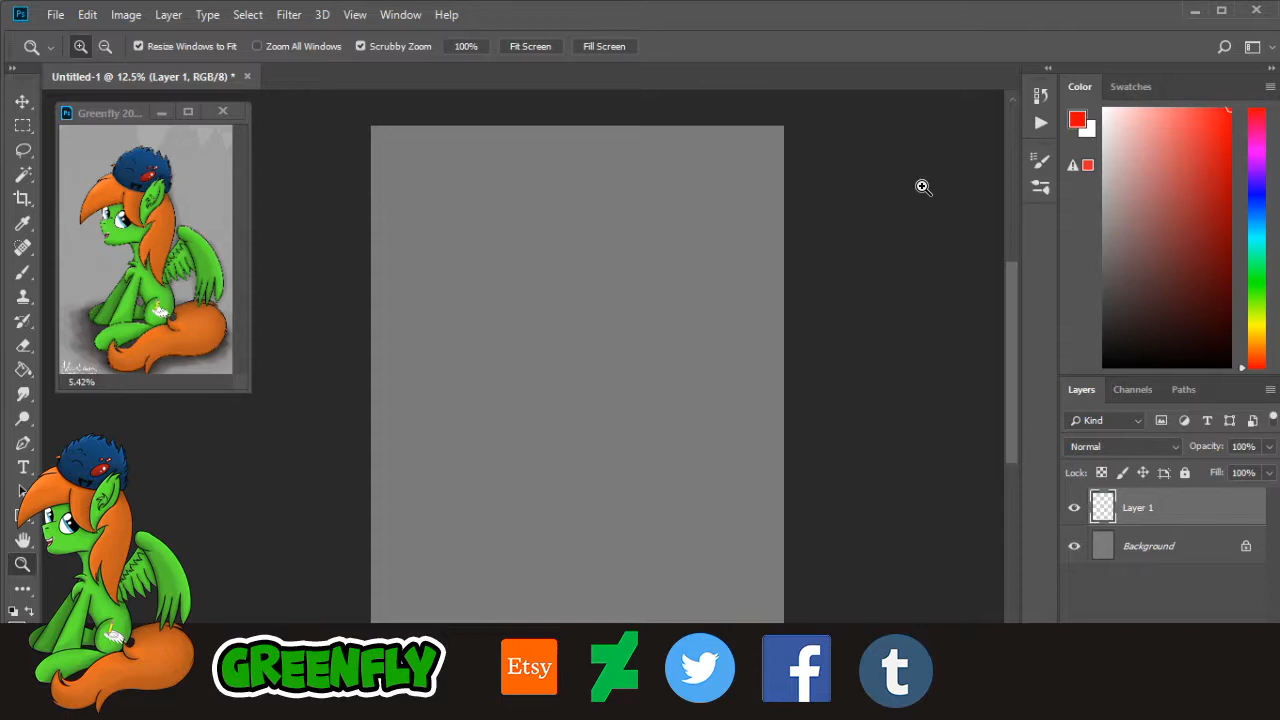 Ps File Edit Image Layer Type Select Filter 3D View Window Help
Resize Windows to Fit Zoom All Windows Scrubby Zoom 100% Fit Screen Fill Screen
Untitled-1 @ 12.5% (Layer 1, RGB/8) *
Color Swatches
Ps Greenfly 20...
5.42%
Layers Channels Paths
Kind
Normal Opacity: 100%
Lock: Fill: 100%
Layer 1
Background
GREENFLY Etsy f t